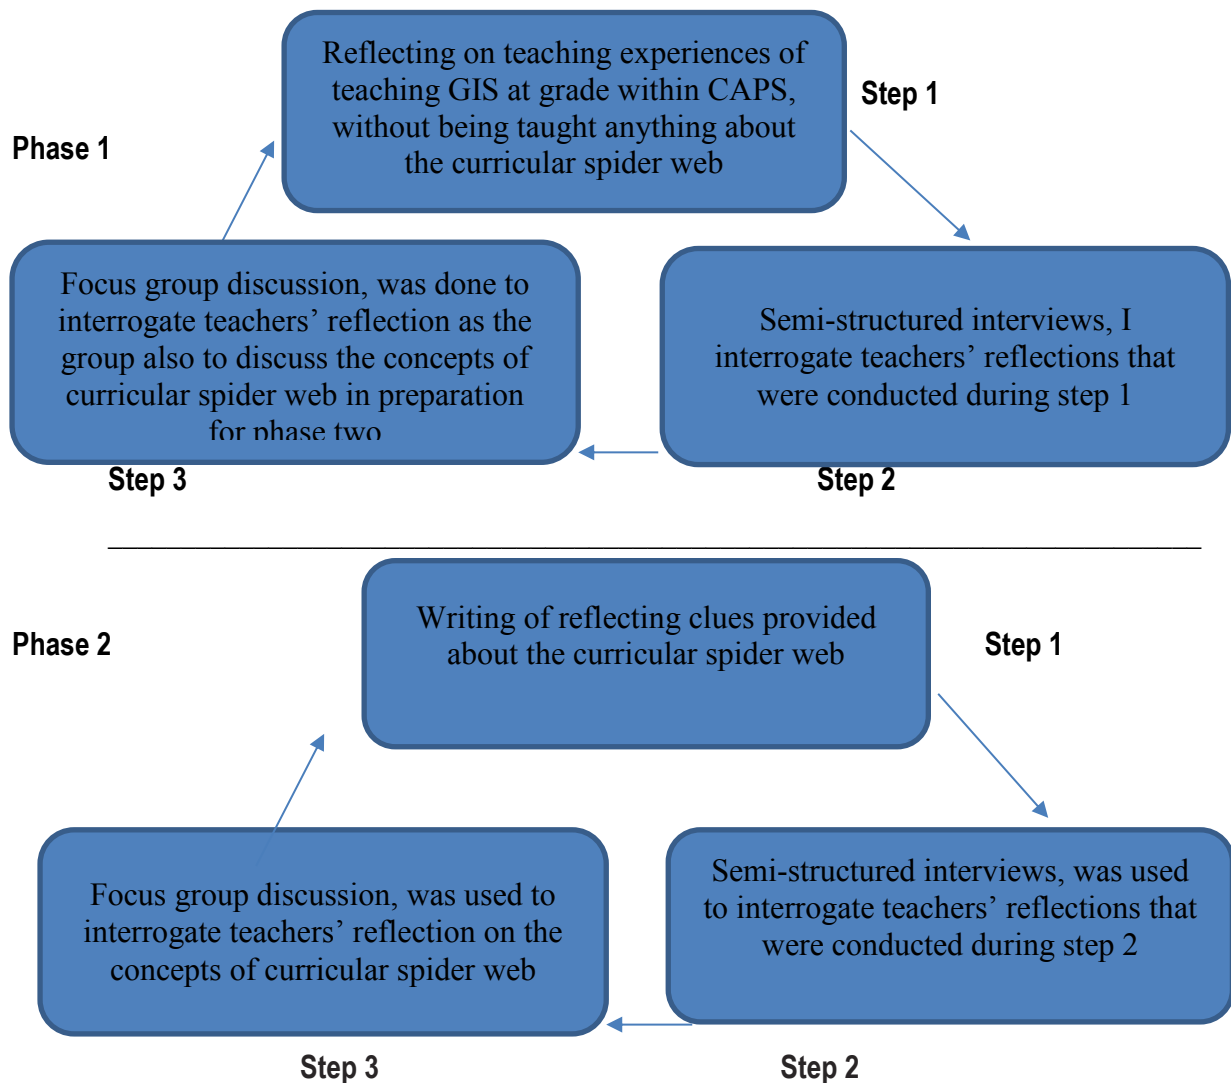 Reflecting on teaching experiences of
teaching GIS at grade within CAPS,
without being taught anything about
the curricular spider web
Step 1
Phase 1
Focus group discussion, was done to
interrogate teachers’ reflection as the
group also to discuss the concepts of
curricular spider web in preparation
for phase two
Semi-structured interviews, I
interrogate teachers’ reflections that
were conducted during step 1
Step 3
Step 2
Writing of reflecting clues provided
about the curricular spider web
Phase 2
Step 1
Focus group discussion, was used to
interrogate teachers’ reflection on the
concepts of curricular spider web
Semi-structured interviews, was used
to interrogate teachers’ reflections that
were conducted during step 2
Step 3
Step 2